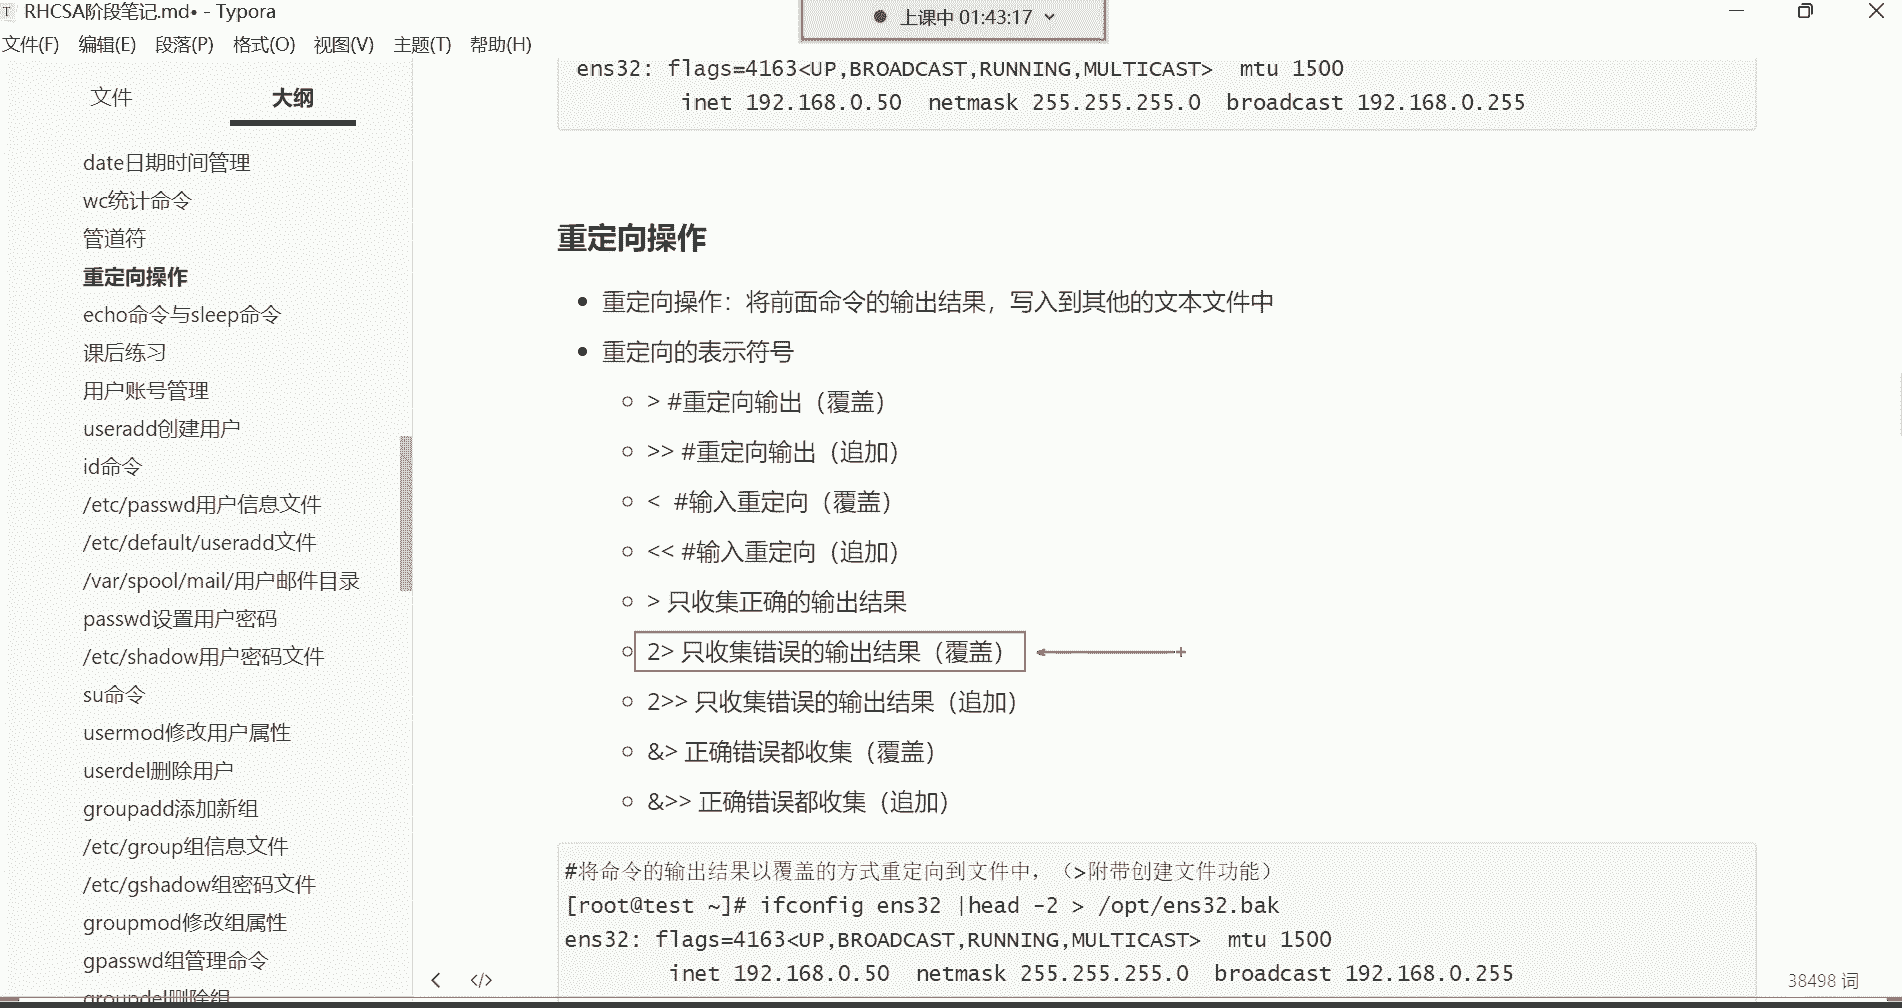 RHCSA阶段笔记.md• - Typora
上课中 01:43:17
文件(F) 编辑(E) 段落(P) 格式(O) 视图(V) 主题(T) 帮助(H)
文件 大纲
date日期时间管理
wc统计命令
管道符
重定向操作
echo命令与sleep命令
课后练习
用户账号管理
useradd创建用户
id命令
/etc/passwd用户信息文件
/etc/default/useradd文件
/var/spool/mail/用户邮件目录
passwd设置用户密码
/etc/shadow用户密码文件
su命令
usermod修改用户属性
userdel删除用户
groupadd添加新组
/etc/group组信息文件
/etc/gshadow组密码文件
groupmod修改组属性
gpasswd组管理命令
groupdel删除组
ens32: flags=4163<UP,BROADCAST,RUNNING,MULTICAST>  mtu 1500
inet 192.168.0.50  netmask 255.255.255.0  broadcast 192.168.0.255
重定向操作
重定向操作：将前面命令的输出结果，写入到其他的文本文件中
重定向的表示符号
> #重定向输出（覆盖）
>> #重定向输出（追加）
<  #输入重定向（覆盖）
<< #输入重定向（追加）
> 只收集正确的输出结果
2> 只收集错误的输出结果（覆盖）
2>> 只收集错误的输出结果（追加）
&> 正确错误都收集（覆盖）
&>> 正确错误都收集（追加）
#将命令的输出结果以覆盖的方式重定向到文件中，（>附带创建文件功能）
[root@test ~]# ifconfig ens32 |head -2 > /opt/ens32.bak
ens32: flags=4163<UP,BROADCAST,RUNNING,MULTICAST>  mtu 1500
inet 192.168.0.50  netmask 255.255.255.0  broadcast 192.168.0.255
38498 词